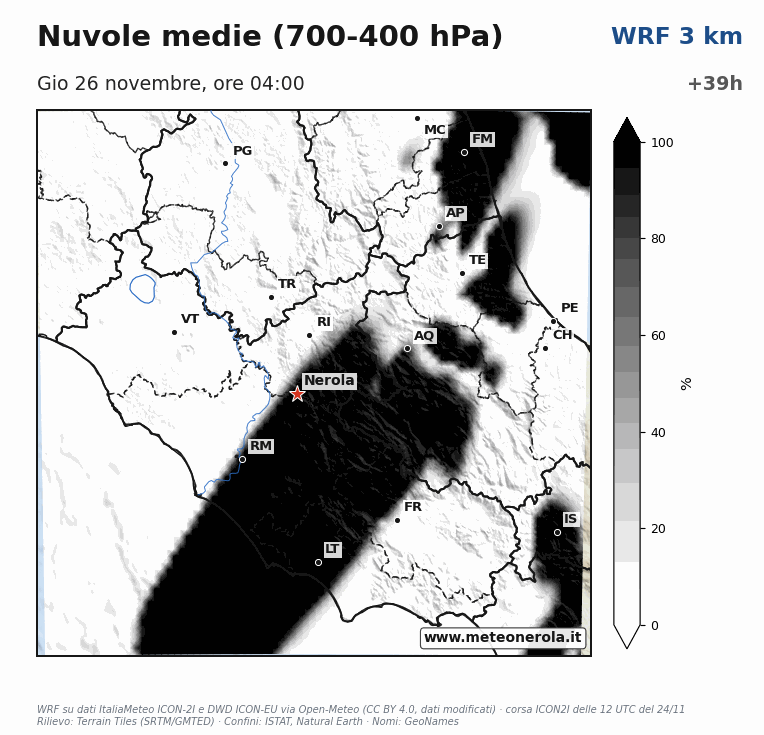 Nuvole medie (700-400 hPa)
WRF 3 km
Gio 26 novembre, ore 04:00
+39h
MC
FM
PG
AP
TE
TR
VT
RI
PE
CH
AQ
Nerola
RM
FR
IS
LT
www.meteonerola.it
100
80
60
40
20
0
%
WRF su dati ItaliaMeteo ICON-2I e DWD ICON-EU via Open-Meteo (CC BY 4.0, dati modificati) · corsa ICON2I delle 12 UTC del 24/11
Rilievo: Terrain Tiles (SRTM/GMTED) · Confini: ISTAT, Natural Earth · Nomi: GeoNames